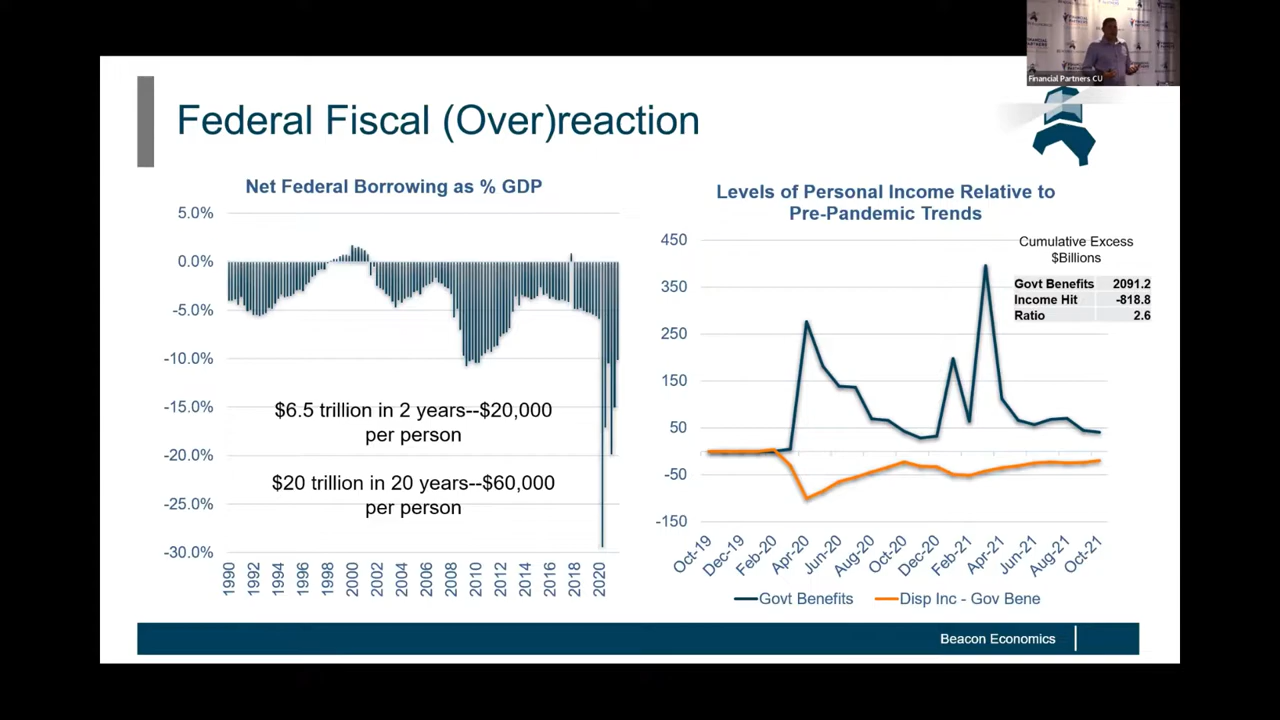 Financial Partners CU
Federal Fiscal (Over)reaction
Net Federal Borrowing as % GDP
5.0%
0.0%
-5.0%
-10.0%
-15.0%
-20.0%
-25.0%
-30.0%
$6.5 trillion in 2 years--$20,000
per person
$20 trillion in 20 years--$60,000
per person
1990 1992 1994 1996 1998 2000 2002 2004 2006 2008 2010 2012 2014 2016 2018 2020
Levels of Personal Income Relative to
Pre-Pandemic Trends
450
350
250
150
50
-50
-150
Cumulative Excess
$Billions
Govt Benefits 2091.2
Income Hit -818.8
Ratio 2.6
Oct-19 Dec-19 Feb-20 Apr-20 Jun-20 Aug-20 Oct-20 Dec-20 Feb-21 Apr-21 Jun-21 Aug-21 Oct-21
Govt Benefits Disp Inc - Gov Bene
Beacon Economics